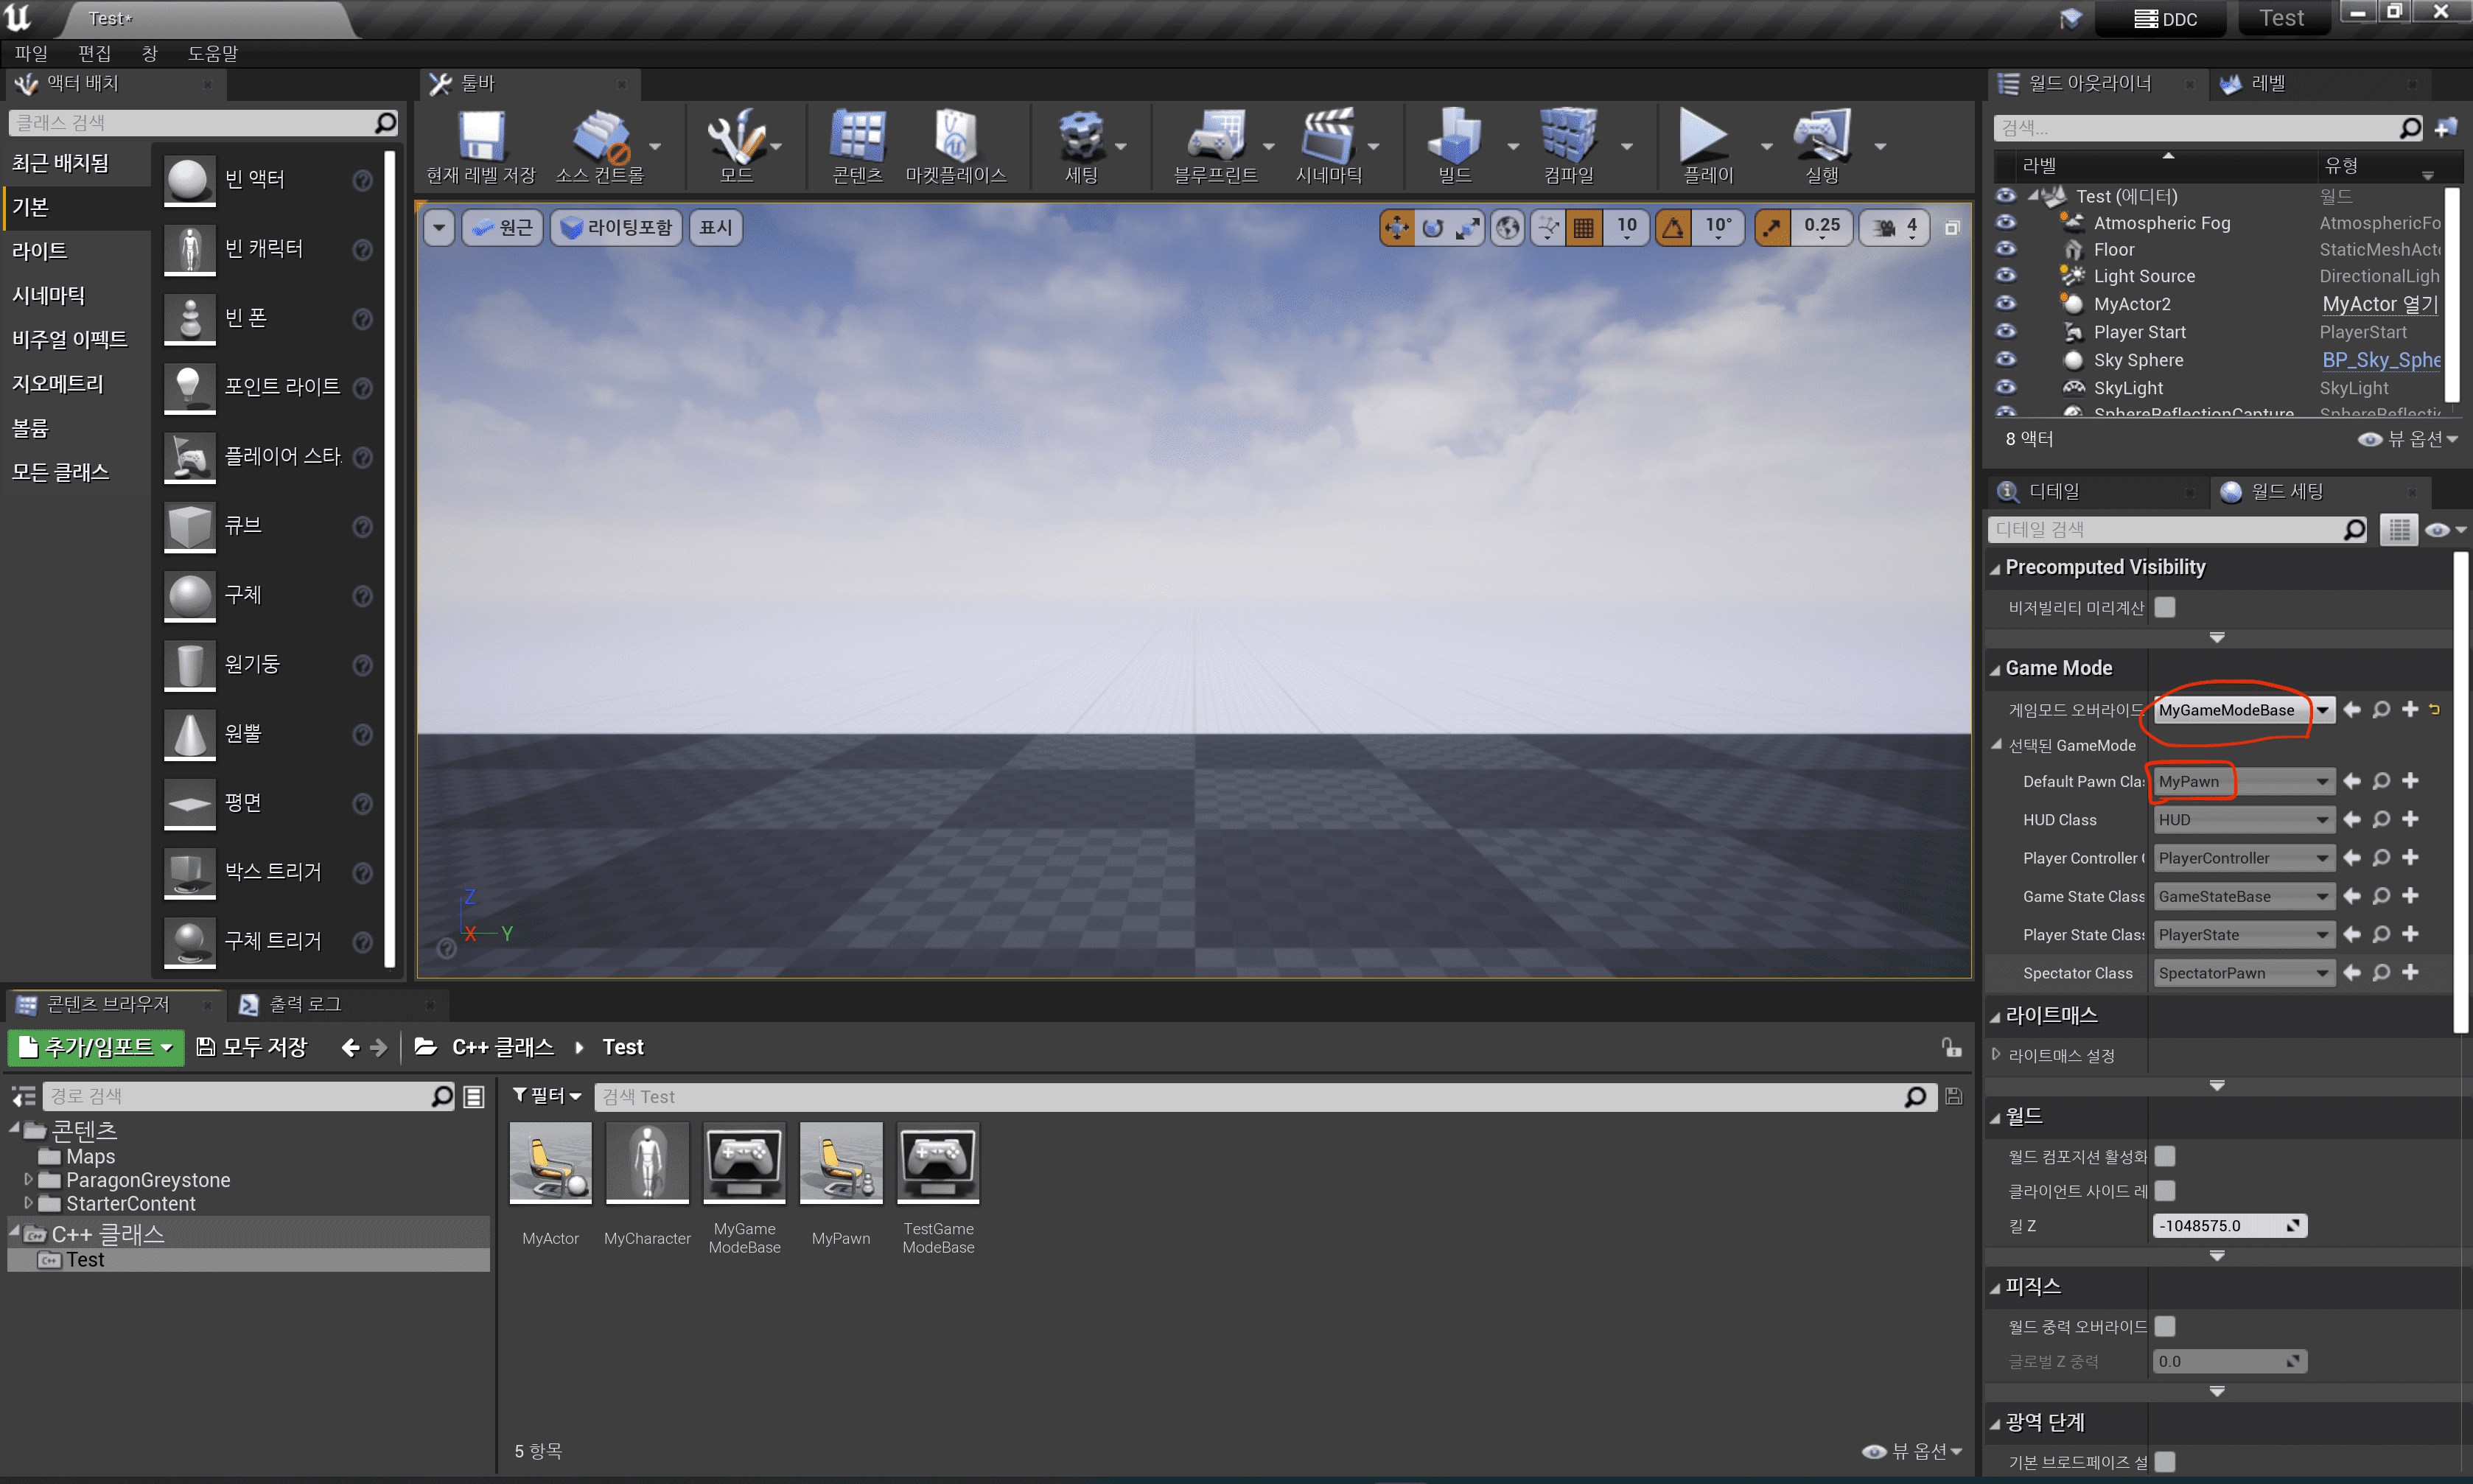 Test*
DDC
Test
파일 편집 창 도움말
액터 배치
클래스 검색
최근 배치됨
기본
라이트
시네마틱
비주얼 이펙트
지오메트리
볼륨
모든 클래스
빈 액터
빈 캐릭터
빈 폰
포인트 라이트
플레이어 스타
큐브
구체
원기둥
원뿔
평면
박스 트리거
구체 트리거
툴바
현재 레벨 저장
소스 컨트롤
모드
콘텐츠
마켓플레이스
세팅
블루프린트
시네마틱
빌드
컴파일
플레이
실행
원근
라이팅포함
표시
10
10°
0.25
4
Z
X
Y
월드 아웃라이너
레벨
검색...
라벨 유형
Test (에디터) 월드
Atmospheric Fog AtmosphericFo
Floor StaticMeshActo
Light Source DirectionalLigh
MyActor2 MyActor 열기
Player Start PlayerStart
Sky Sphere BP_Sky_Sphe
SkyLight SkyLight
SphereReflectionCapture SphereReflectio
8 액터
뷰 옵션
디테일
월드 세팅
디테일 검색
Precomputed Visibility
비저빌리티 미리계산
Game Mode
게임모드 오버라이드 MyGameModeBase
선택된 GameMode
Default Pawn Clas MyPawn
HUD Class HUD
Player Controller C PlayerController
Game State Class GameStateBase
Player State Class PlayerState
Spectator Class SpectatorPawn
라이트매스
라이트매스 설정
월드
월드 컴포지션 활성화
클라이언트 사이드 레
킬 Z -1048575.0
피직스
월드 중력 오버라이드
글로벌 Z 중력 0.0
광역 단계
기본 브로드페이즈 설
콘텐츠 브라우저
출력 로그
추가/임포트
모두 저장
C++ 클래스
Test
경로 검색
콘텐츠
Maps
ParagonGreystone
StarterContent
C++ 클래스
Test
필터
검색 Test
MyActor
MyCharacter
MyGame
ModeBase
MyPawn
TestGame
ModeBase
5 항목
뷰 옵션